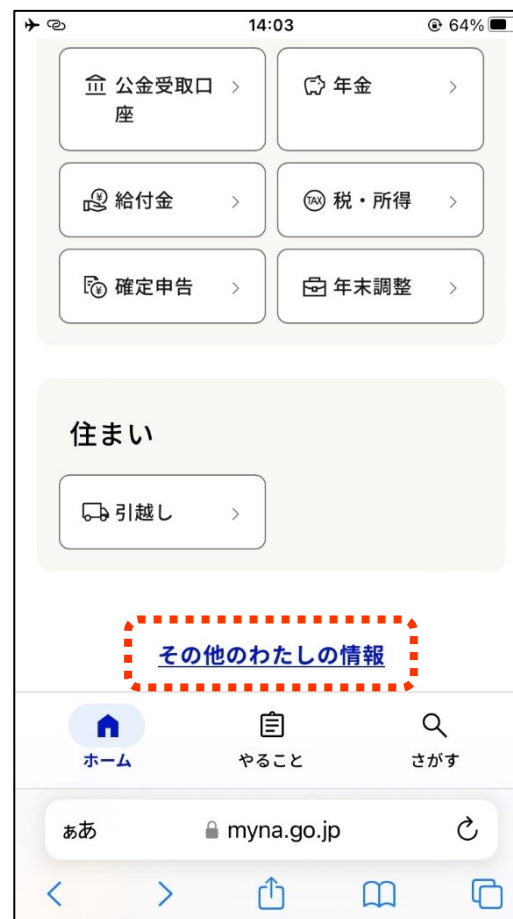 14:03
64%
公金受取口
座
年金
給付金
TAX 税・所得
確定申告
年末調整
住まい
引越し
その他のわたしの情報
ホーム
やること
さがす
ぁあ
myna.go.jp